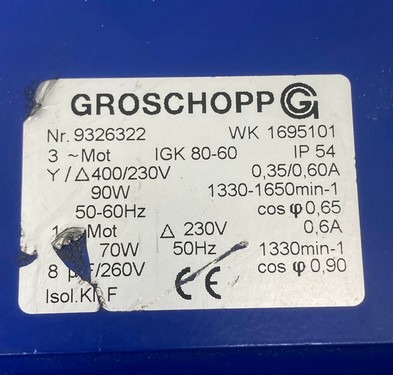 GROSCHOPP G
Nr. 9326322 WK 1695101
3 ~Mot IGK 80-60 IP 54
Y / △ 400/230V 0,35/0,60A
90W 1330-1650min-1
50-60Hz cos φ 0,65
Mot △ 230V 0,6A
70W 50Hz 1330min-1
8 /260V cos φ 0,90
Isol.Kl. F CE